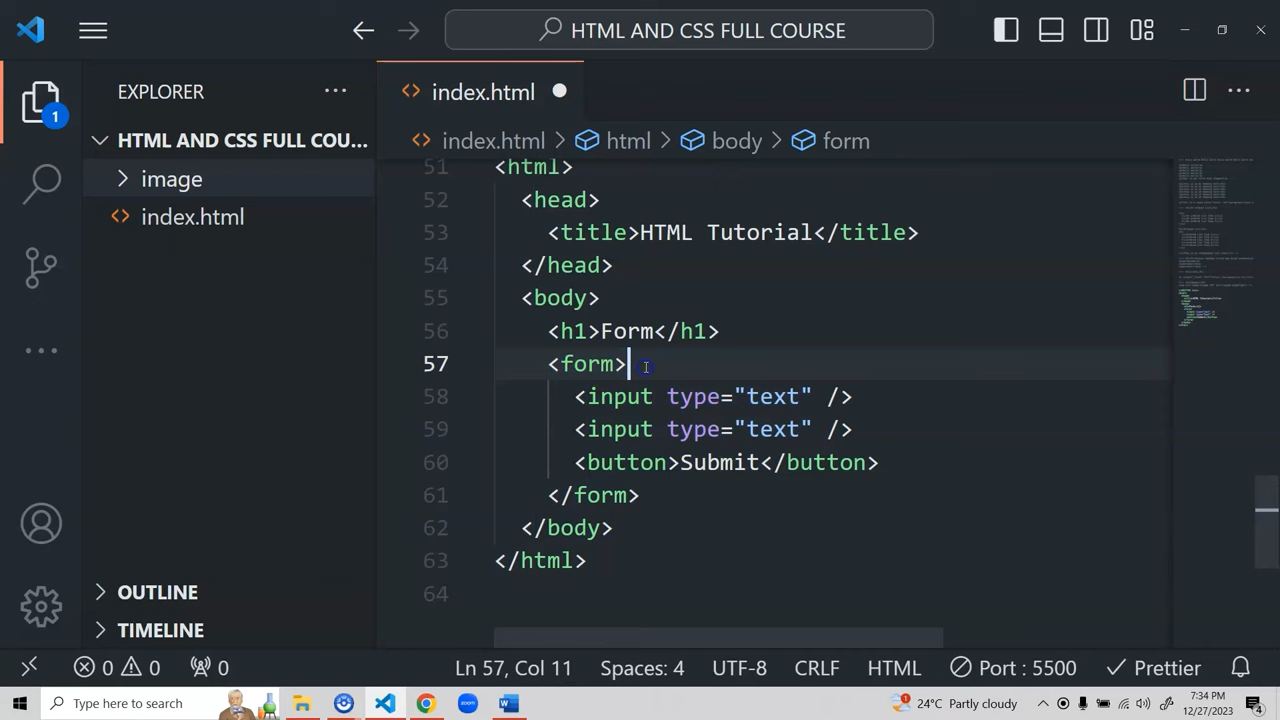 HTML AND CSS FULL COURSE
EXPLORER
index.html
1
HTML AND CSS FULL COU...
index.html > html > body > form
image
index.html
51 <html>
52 <head>
53 <title>HTML Tutorial</title>
54 </head>
55 <body>
56 <h1>Form</h1>
57 <form>
58 <input type="text" />
59 <input type="text" />
60 <button>Submit</button>
61 </form>
62 </body>
63 </html>
64
OUTLINE
TIMELINE
0 0 0
Ln 57, Col 11
Spaces: 4
UTF-8
CRLF
HTML
Port : 5500
Prettier
Type here to search
24°C Partly cloudy
7:34 PM
12/27/2023
4